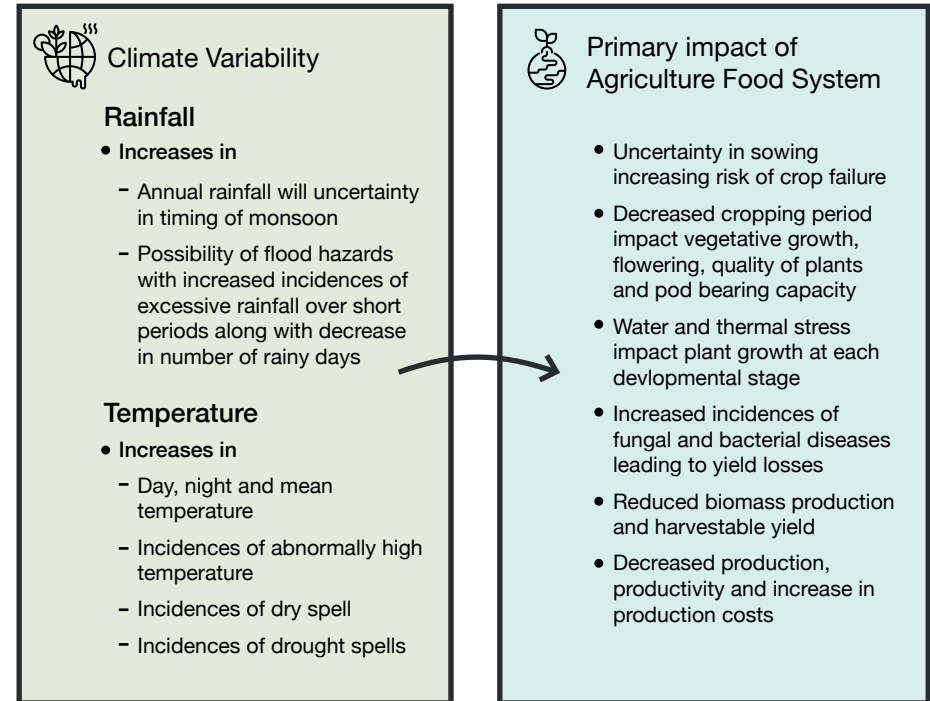 Climate Variability
Rainfall
• Increases in
– Annual rainfall will uncertainty
in timing of monsoon
– Possibility of flood hazards
with increased incidences of
excessive rainfall over short
periods along with decrease
in number of rainy days
Temperature
• Increases in
– Day, night and mean
temperature
– Incidences of abnormally high
temperature
– Incidences of dry spell
– Incidences of drought spells
Primary impact of
Agriculture Food System
• Uncertainty in sowing
increasing risk of crop failure
• Decreased cropping period
impact vegetative growth,
flowering, quality of plants
and pod bearing capacity
• Water and thermal stress
impact plant growth at each
devlopmental stage
• Increased incidences of
fungal and bacterial diseases
leading to yield losses
• Reduced biomass production
and harvestable yield
• Decreased production,
productivity and increase in
production costs